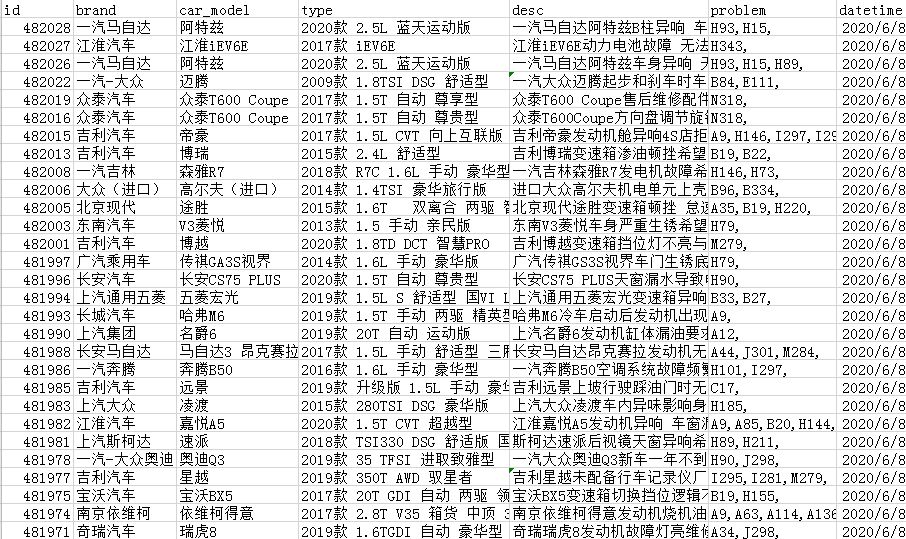 id brand car_model type desc problem datetime
482028 一汽马自达 阿特兹 2020款 2.5L 蓝天运动版 一汽马自达阿特兹B柱异响 车 H93,H15, 2020/6/8
482027 江淮汽车 江淮iEV6E 2017款 iEV6E 江淮iEV6E动力电池故障 无法 H343, 2020/6/8
482026 一汽马自达 阿特兹 2020款 2.5L 蓝天运动版 一汽马自达阿特兹车身异响 H93,H15,H89, 2020/6/8
482022 一汽-大众 迈腾 2009款 1.8TSI DSG 舒适型 一汽大众迈腾起步和刹车时车 B84,E111, 2020/6/8
482019 众泰汽车 众泰T600 Coupe 2017款 1.5T 自动 尊享型 众泰T600 Coupe售后维修配件 N318, 2020/6/8
482016 众泰汽车 众泰T600 Coupe 2017款 1.5T 自动 尊贵型 众泰T600Coupe方向盘调节旋 N318, 2020/6/8
482015 吉利汽车 帝豪 2017款 1.5L CVT 向上互联版 吉利帝豪发动机舱异响4S店拒 A9,H146,I297,I29 2020/6/8
482013 吉利汽车 博瑞 2015款 2.4L 舒适型 吉利博瑞变速箱渗油顿挫希望 B19,B22, 2020/6/8
482008 一汽吉林 森雅R7 2018款 R7C 1.6L 手动 豪华型 一汽吉林森雅R7发电机故障 H146,H73, 2020/6/8
482006 大众（进口） 高尔夫（进口） 2014款 1.4TSI 豪华旅行版 进口大众高尔夫机电单元上壳 B96,B334, 2020/6/8
482005 北京现代 途胜 2015款 1.6T 双离合 两驱 北京现代途胜变速箱顿挫 怠速 A35,B19,H220, 2020/6/8
482003 东南汽车 V3菱悦 2013款 1.5 手动 亲民版 东南V3菱悦车身严重生锈希望 H79, 2020/6/8
482001 吉利汽车 博越 2020款 1.8TD DCT 智慧PRO 吉利博越变速箱挡位灯不亮与 M279, 2020/6/8
481997 广汽乘用车 传祺GA3S视界 2014款 1.6L 手动 豪华版 广汽传祺GS3S视界车门生锈底 H79, 2020/6/8
481996 长安汽车 长安CS75 PLUS 2020款 1.5T 自动 尊贵型 长安CS75 PLUS天窗漏水导致 H90, 2020/6/8
481994 上汽通用五菱 五菱宏光 2019款 1.5L S 舒适型 国VI 上汽五菱宏光变速箱异响 B33,B27, 2020/6/8
481993 长城汽车 哈弗M6 2019款 1.5T 手动 两驱 精英型 哈弗M6冷车启动后发动机出现 A9, 2020/6/8
481990 上汽集团 名爵6 2019款 20T 自动 运动版 上汽名爵6发动机缸体漏油要求 A12, 2020/6/8
481988 长安马自达 马自达3 昂克赛拉 2017款 1.5L 手动 舒适型 三厢 长安马自达昂克赛拉发动机无 A44,J301,M284, 2020/6/8
481986 一汽奔腾 奔腾B50 2016款 1.6L 手动 豪华型 一汽奔腾B50空调系统故障频繁 H101,I297, 2020/6/8
481985 吉利汽车 远景 2019款 升级版 1.5L 手动 豪华 吉利远景上坡行驶踩油门时无 C17, 2020/6/8
481983 上汽大众 凌渡 2015款 280TSI DSG 豪华版 上汽大众凌渡车内异味影响身 H185, 2020/6/8
481982 江淮汽车 嘉悦A5 2020款 1.5T CVT 超越型 江淮嘉悦A5发动机异响 车窗 A9,A85,B20,H144, 2020/6/8
481981 上汽斯柯达 速派 2018款 TSI330 DSG 舒适版 国 斯柯达速派后视镜天窗异响希 H89,H211, 2020/6/8
481978 一汽-大众奥迪 奥迪Q3 2019款 35 TFSI 进取致雅型 一汽大众奥迪Q3新车一年不到 H90,J298, 2020/6/8
481977 吉利汽车 星越 2019款 350T AWD 驭星者 吉利星越未配备行车记录仪厂 I295,I281,M279, 2020/6/8
481975 宝沃汽车 宝沃BX5 2017款 20T GDI 自动 两驱 领 宝沃BX5变速箱切换挡位逻辑不 B19,H155, 2020/6/8
481974 南京依维柯 依维柯得意 2017款 2.8T V35 箱货 中顶 3 南京依维柯得意发动机烧机油 A9,A63,A114,A136 2020/6/8
481971 奇瑞汽车 瑞虎8 2019款 1.6TGDI 自动 豪华型 奇瑞瑞虎8发动机故障灯亮维修 A34,J298, 2020/6/8